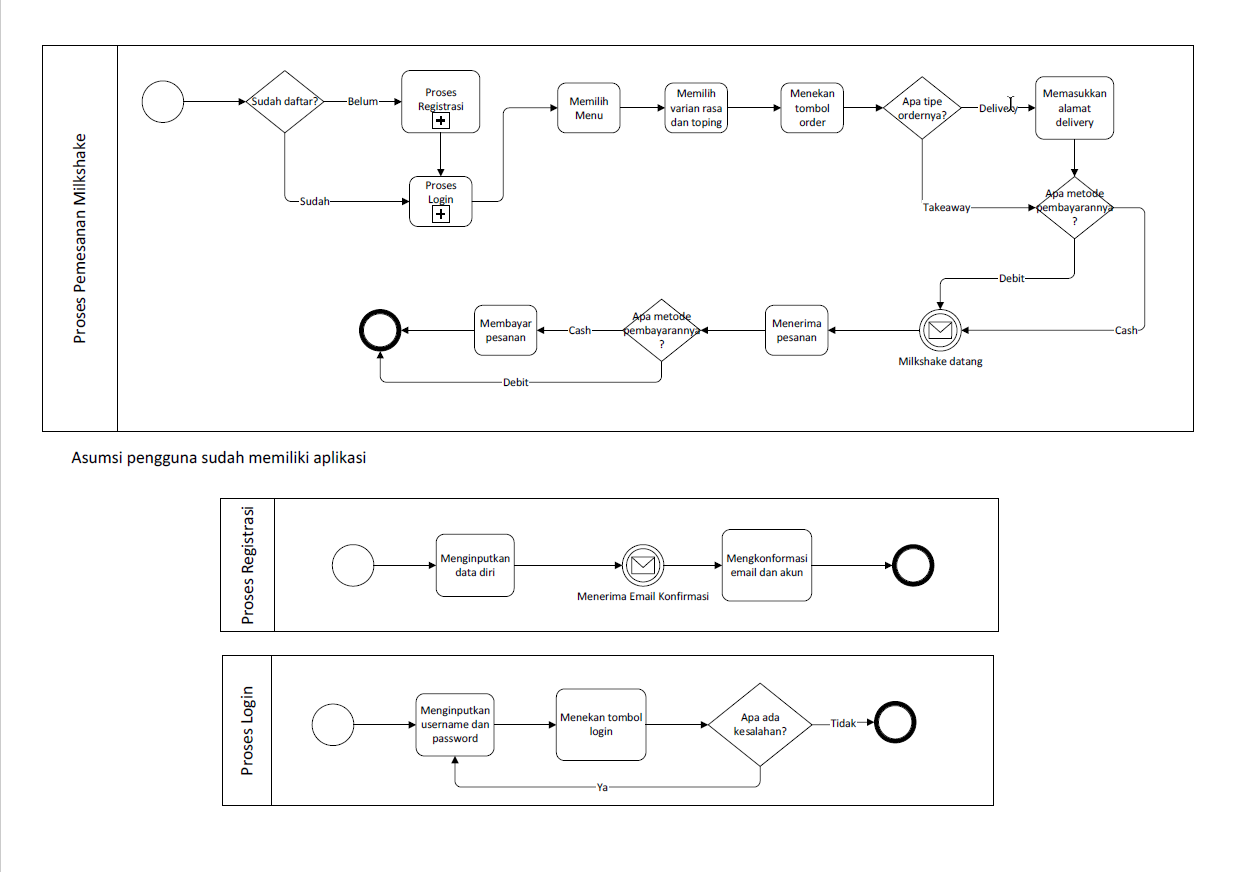 Proses Pemesanan Milkshake
Sudah daftar?
Belum
Proses
Registrasi
Sudah
Proses
Login
Memilih
Menu
Memilih
varian rasa
dan toping
Menekan
tombol
order
Apa tipe
ordernya?
Delivery
Memasukkan
alamat
delivery
Takeaway
Apa metode
pembayarannya
?
Debit
Cash
Milkshake datang
Menerima
pesanan
Apa metode
pembayarannya
?
Cash
Membayar
pesanan
Debit
Asumsi pengguna sudah memiliki aplikasi
Proses Registrasi
Menginputkan
data diri
Menerima Email Konfirmasi
Mengkonformasi
email dan akun
Proses Login
Menginputkan
username dan
password
Menekan tombol
login
Apa ada
kesalahan?
Tidak
Ya